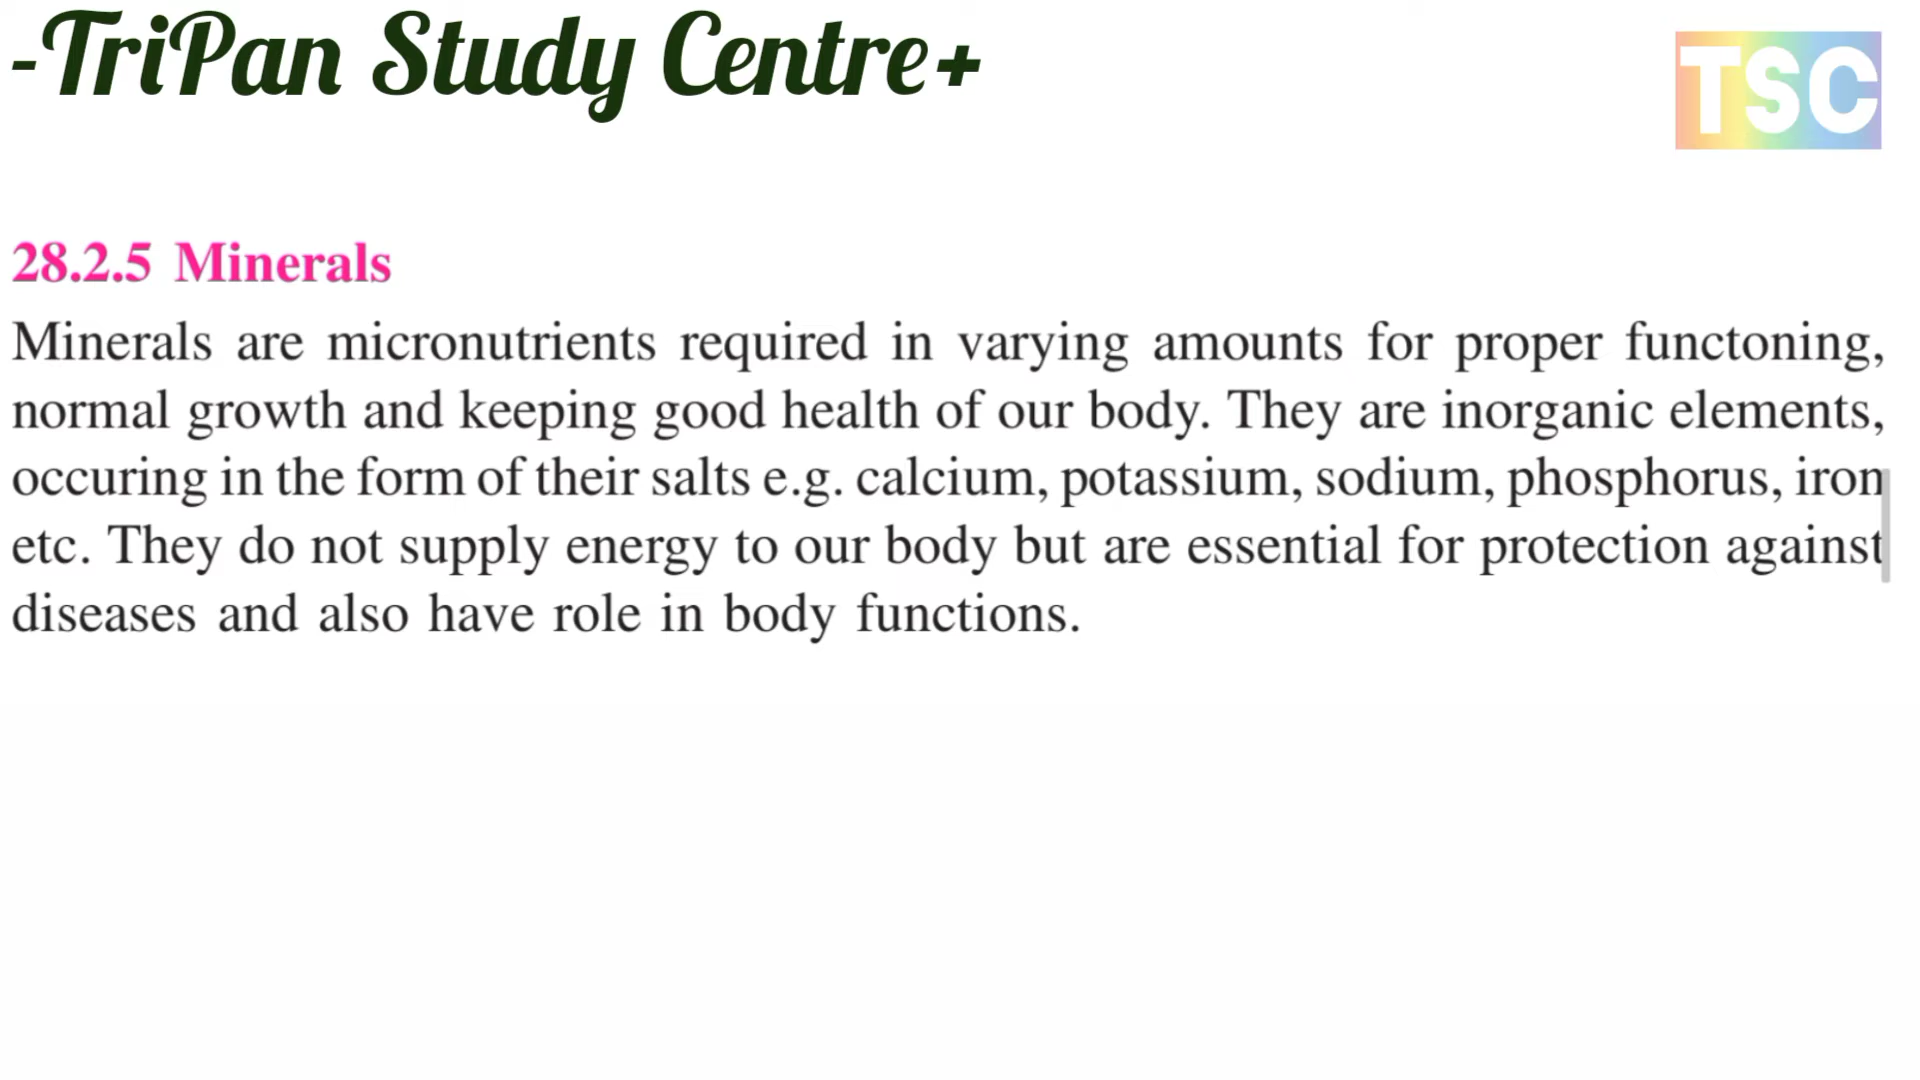 -TriPan Study Centre+
TSC
28.2.5 Minerals
Minerals are micronutrients required in varying amounts for proper functoning,
normal growth and keeping good health of our body. They are inorganic elements,
occuring in the form of their salts e.g. calcium, potassium, sodium, phosphorus, iron
etc. They do not supply energy to our body but are essential for protection against
diseases and also have role in body functions.